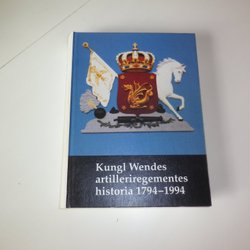 Kungl Wendes
artilleriregementes
historia 1794–1994